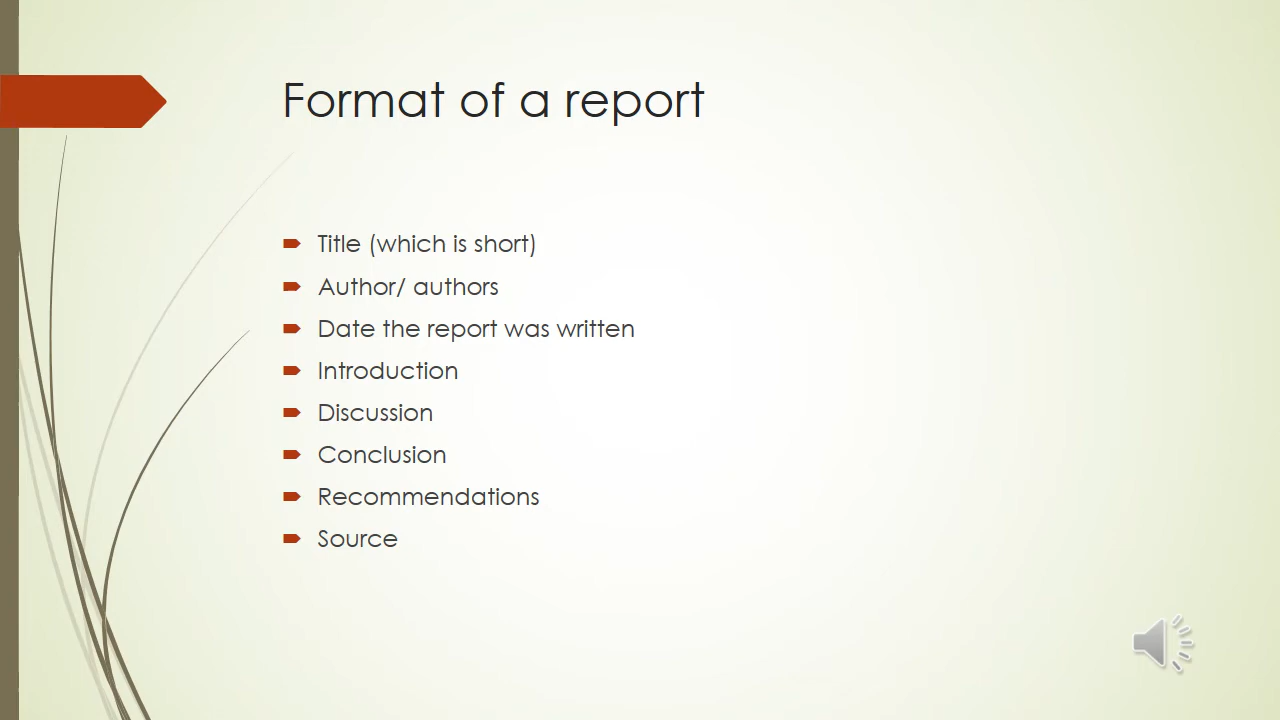 Format of a report
Title (which is short)
Author/ authors
Date the report was written
Introduction
Discussion
Conclusion
Recommendations
Source